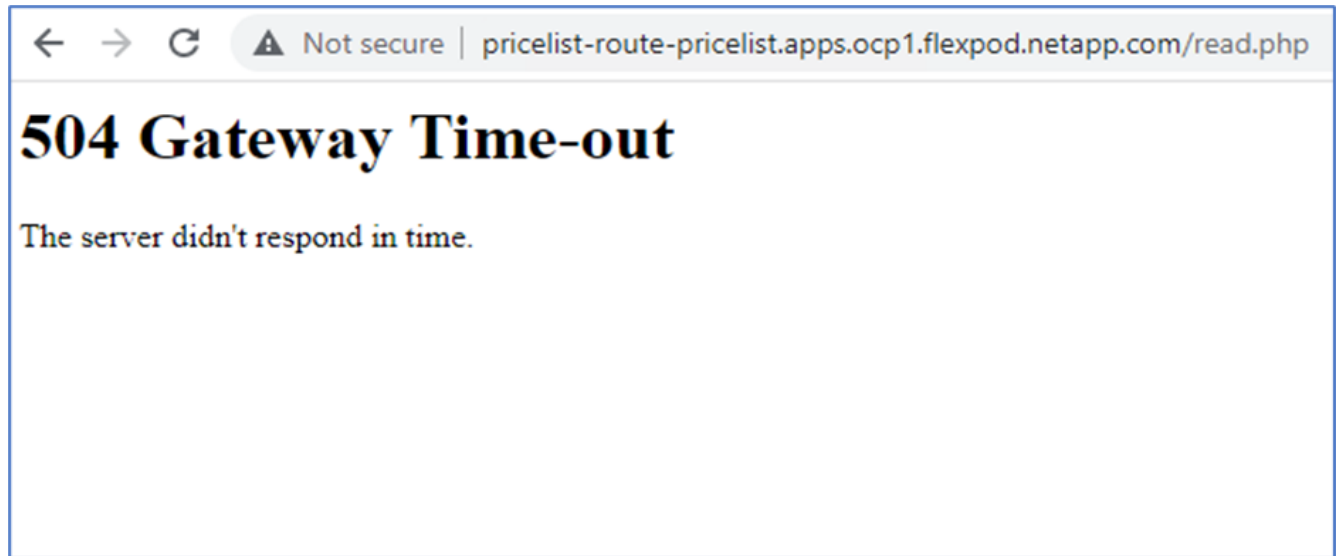 Not secure | pricelist-route-pricelist.apps.ocp1.flexpod.netapp.com/read.php
504 Gateway Time-out
The server didn't respond in time.